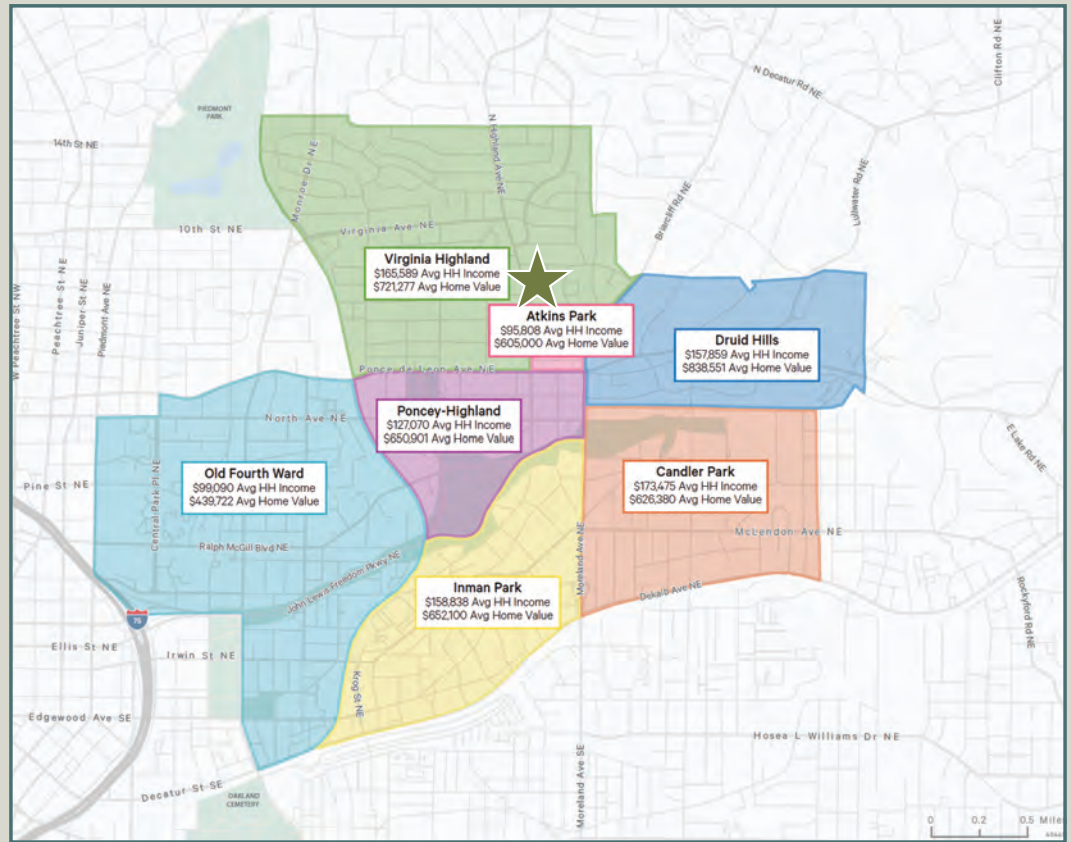 PIEDMONT
PARK
14th St NE
N Decatur Rd NE
Clifton Rd NE
N Highland Ave NE
Monroe Dr NE
Lullwater Rd NE
Briarcliff Rd NE
10th St NE
Virginia Ave NE
W Peachtree St NW
Peachtree St NE
Juniper St NE
Piedmont Ave NE
Virginia Highland
$165,589 Avg HH Income
$721,277 Avg Home Value
Atkins Park
$95,808 Avg HH Income
$605,000 Avg Home Value
Druid Hills
$157,859 Avg HH Income
$838,551 Avg Home Value
Ponce de Leon Ave NE
Poncey-Highland
$127,070 Avg HH Income
$650,901 Avg Home Value
North Ave NE
E Lake Rd NE
Old Fourth Ward
$99,090 Avg HH Income
$439,722 Avg Home Value
Candler Park
$173,475 Avg HH Income
$626,380 Avg Home Value
Pine St NE
Central Park Pl NE
Ralph McGill Blvd NE
McLendon Ave NE
John Lewis Freedom Pkwy NE
Moreland Ave NE
Inman Park
$158,838 Avg HH Income
$652,100 Avg Home Value
Dekalb Ave NE
Rockyford Rd NE
75
Ellis St NE
Irwin St NE
Krog St NE
Edgewood Ave SE
Hosea L Williams Dr NE
Moreland Ave SE
Decatur St SE
OAKLAND
CEMETERY
0 0.2 0.5 Miles